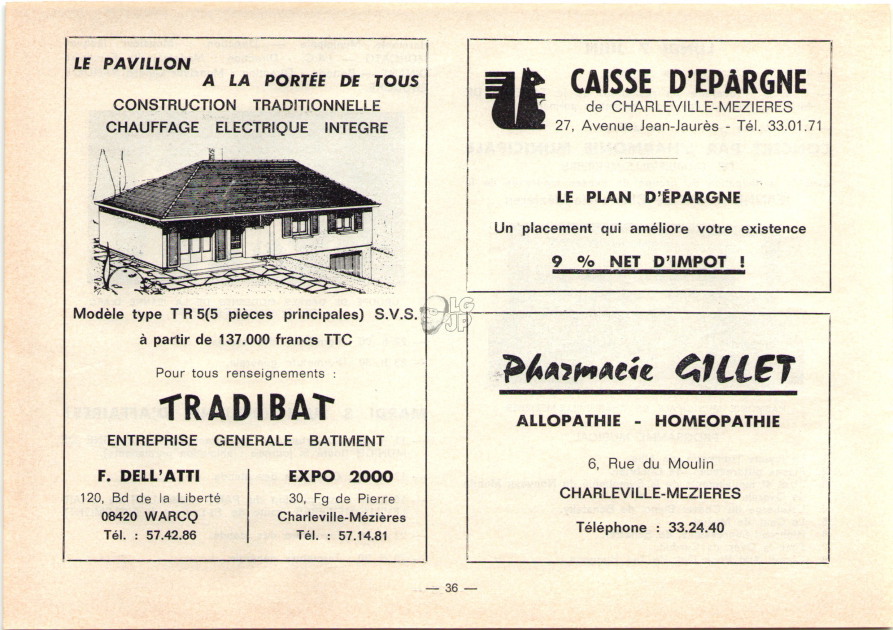 LE PAVILLON
A LA PORTÉE DE TOUS
CONSTRUCTION TRADITIONNELLE
CHAUFFAGE ELECTRIQUE INTEGRE
Modèle type T R 5(5 pièces principales) S.V.S.
à partir de 137.000 francs TTC
Pour tous renseignements :
TRADIBAT
ENTREPRISE GENERALE BATIMENT
F. DELL'ATTI
120, Bd de la Liberté
08420 WARCQ
Tél. : 57.42.86
EXPO 2000
30, Fg de Pierre
Charleville-Mézières
Tél. : 57.14.81
CAISSE D'EPARGNE
de CHARLEVILLE-MEZIERES
27, Avenue Jean-Jaurès - Tél. 33.01.71
LE PLAN D'ÉPARGNE
Un placement qui améliore votre existence
9 % NET D'IMPOT !
Pharmacie GILLET
ALLOPATHIE - HOMEOPATHIE
6, Rue du Moulin
CHARLEVILLE-MEZIERES
Téléphone : 33.24.40
— 36 —
LG
JP